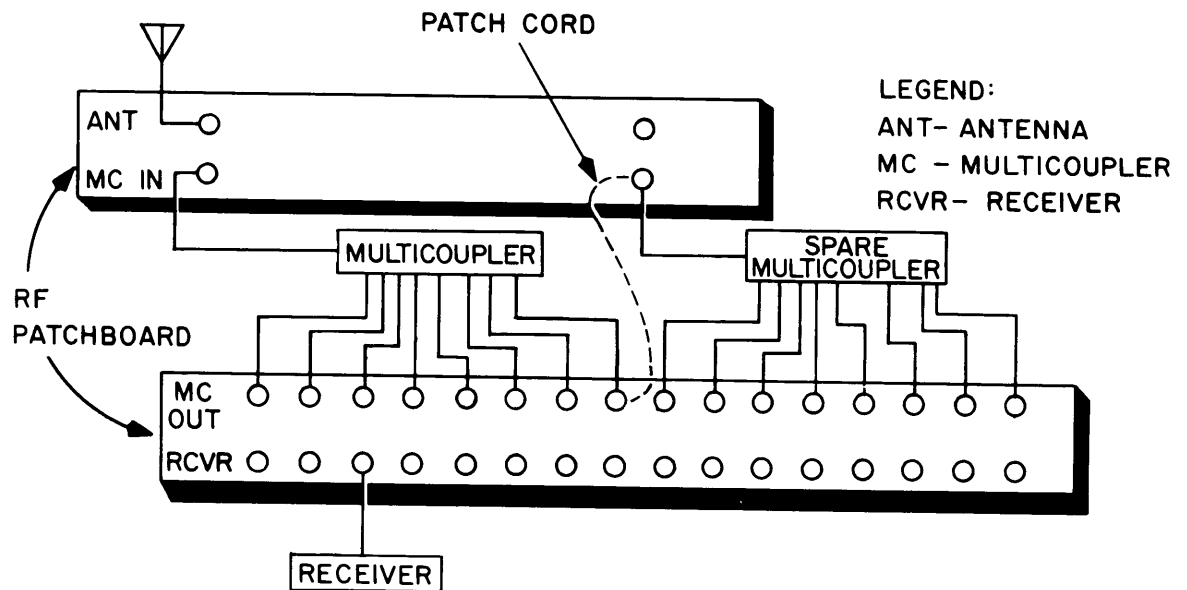 PATCH CORD
LEGEND:
ANT- ANTENNA
MC - MULTICOUPLER
RCVR- RECEIVER
ANT
MC IN
MULTICOUPLER
SPARE
MULTICOUPLER
RF
PATCHBOARD
MC
OUT
RCVR
RECEIVER